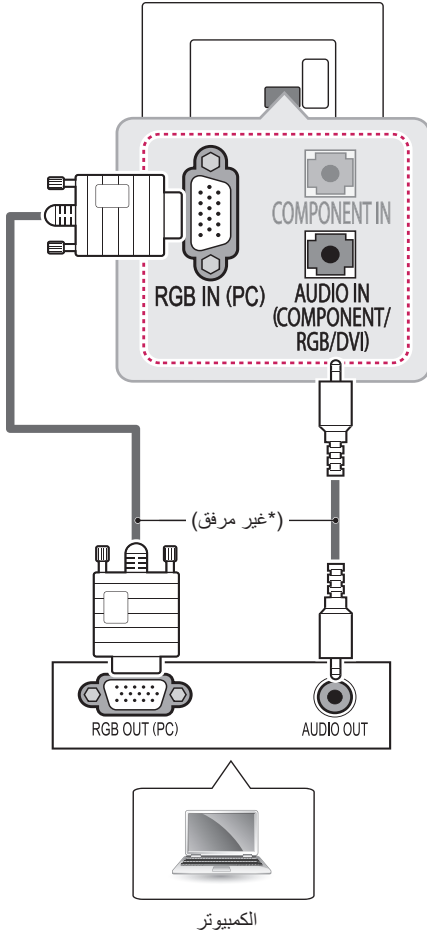 COMPONENT IN
RGB IN (PC)
AUDIO IN
(COMPONENT/
RGB/DVI)
(*غير مرفق)
RGB OUT (PC)
AUDIO OUT
الكمبيوتر